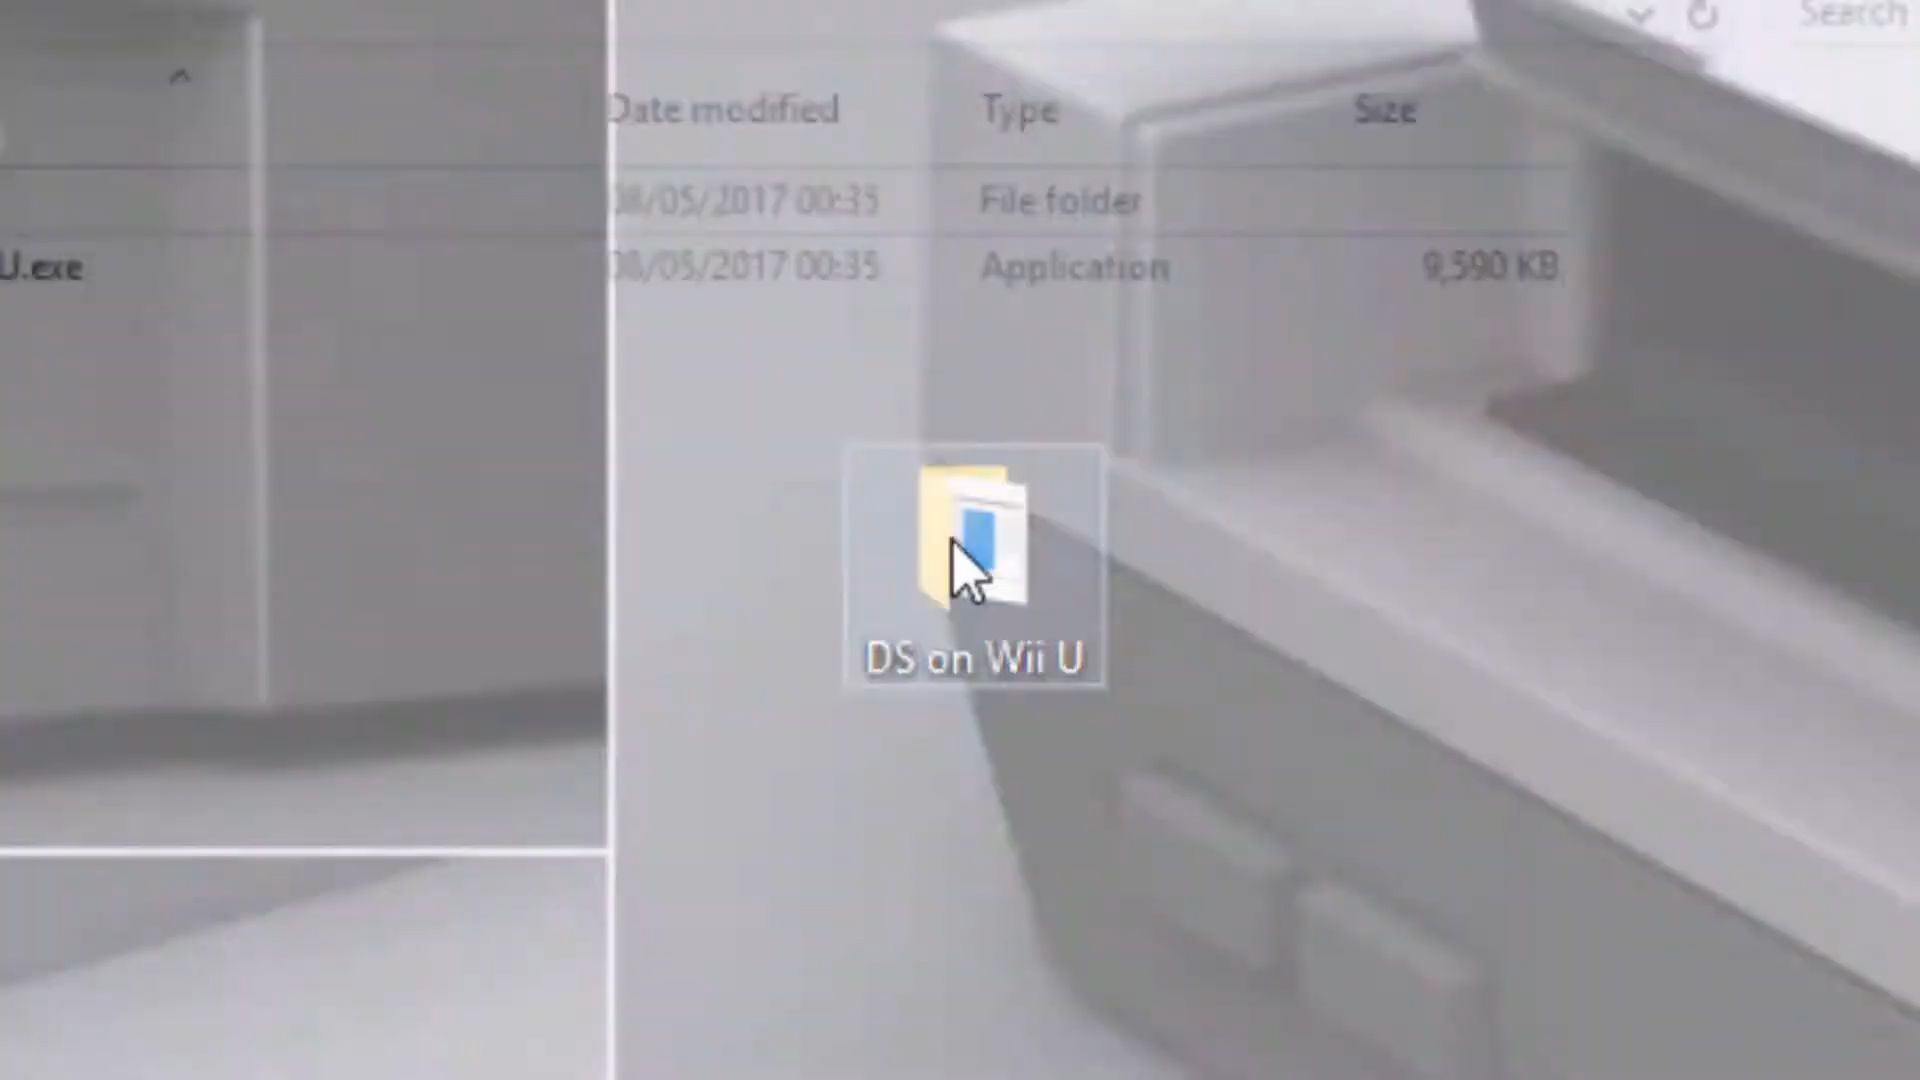 Search
Date modified Type Size
08/05/2017 00:35 File folder
U.exe 08/05/2017 00:35 Application 9,590 KB
DS on Wii U